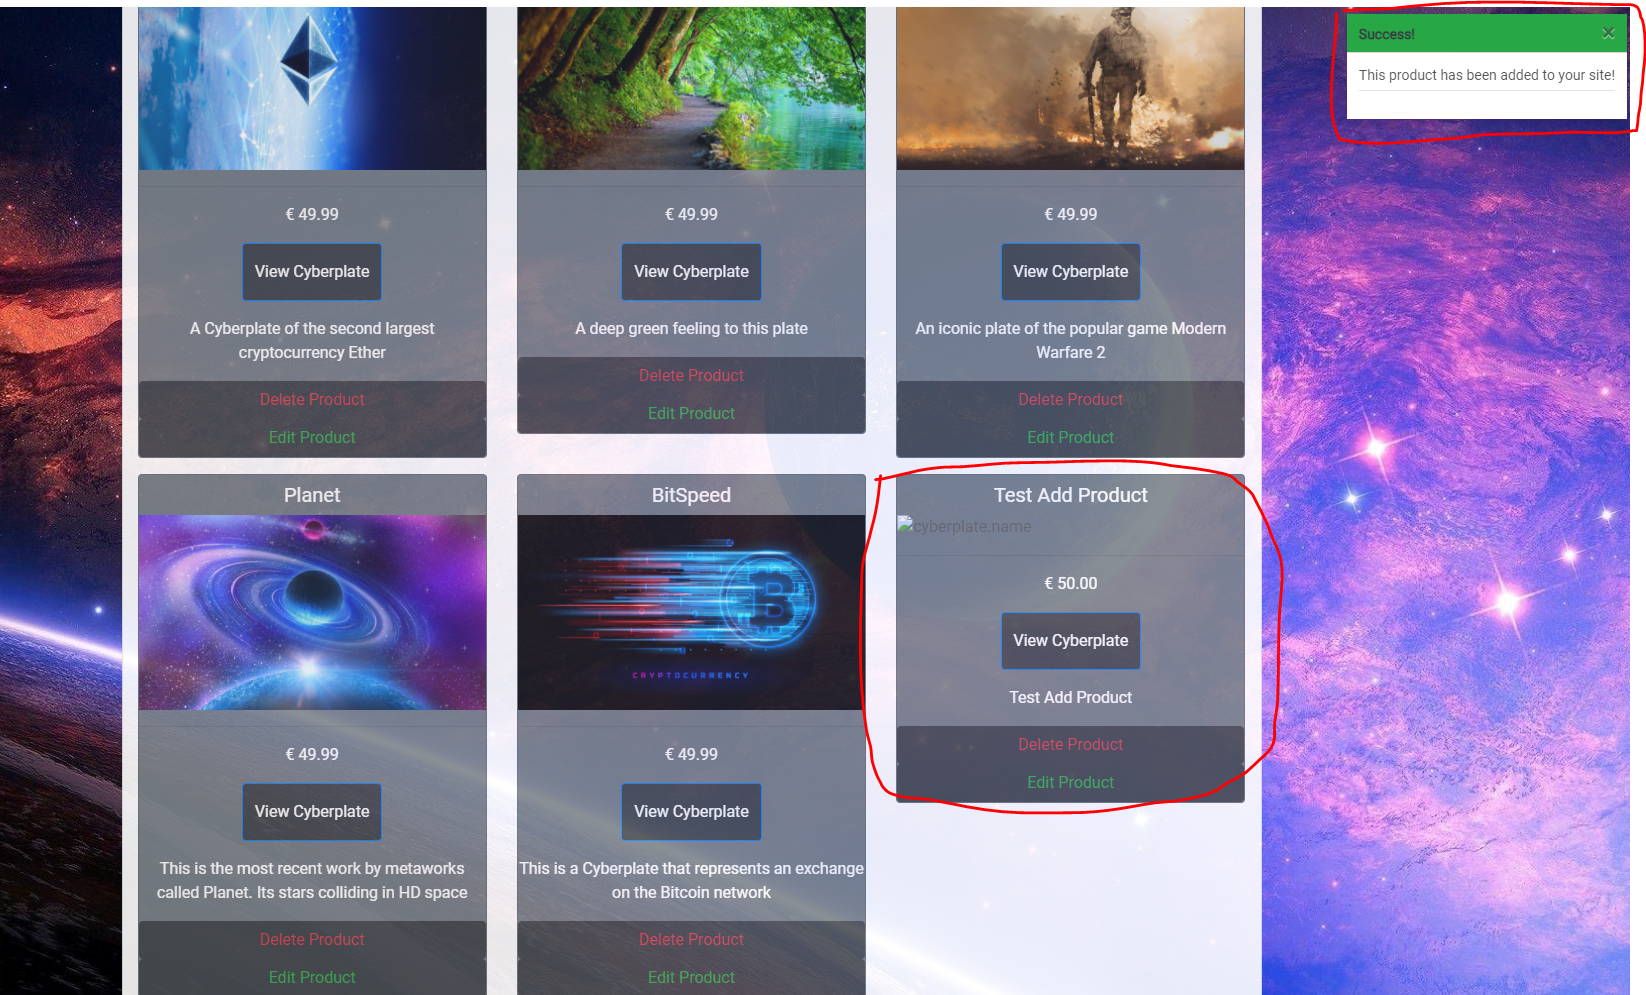 Success! ×
This product has been added to your site!
€ 49.99
View Cyberplate
A Cyberplate of the second largest
cryptocurrency Ether
Delete Product
Edit Product
€ 49.99
View Cyberplate
A deep green feeling to this plate
Delete Product
Edit Product
€ 49.99
View Cyberplate
An iconic plate of the popular game Modern
Warfare 2
Delete Product
Edit Product
Planet
€ 49.99
View Cyberplate
This is the most recent work by metaworks
called Planet. Its stars colliding in HD space
Delete Product
Edit Product
BitSpeed
CRYPTOCURRENCY
€ 49.99
View Cyberplate
This is a Cyberplate that represents an exchange
on the Bitcoin network
Delete Product
Edit Product
Test Add Product
cyberplate.name
€ 50.00
View Cyberplate
Test Add Product
Delete Product
Edit Product